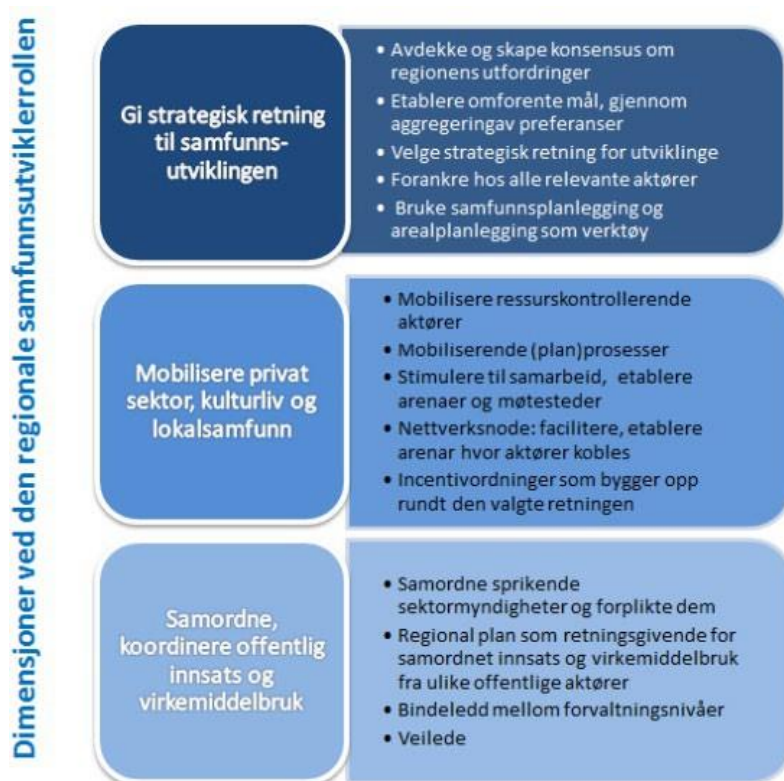 Dimensjoner ved den regionale samfunnsutviklerrollen
Gi strategisk retning
til samfunns-
utviklingen
• Avdekke og skape konsensus om
regionens utfordringer
• Etablere omforente mål, gjennom
aggregeringav preferanser
• Velge strategisk retning for utviklinge
• Forankre hos alle relevante aktører
• Bruke samfunnsplanlegging og
arealplanlegging som verktøy
Mobilisere privat
sektor, kulturliv og
lokalsamfunn
• Mobilisere ressurskontrollerende
aktører
• Mobiliserende (plan)prosesser
• Stimulere til samarbeid, etablere
arenaer og møtesteder
• Nettverksnode: facilitere, etablere
arenar hvor aktører kobles
• Incentivordninger som bygger opp
rundt den valgte retningen
Samordne,
koordinere offentlig
innsats og
virkemiddelbruk
• Samordne sprikende
sektormyndigheter og forplikte dem
• Regional plan som retningsgivende for
samordnet innsats og virkemiddelbruk
fra ulike offentlige aktører
• Bindeledd mellom forvaltningsnivåer
• Veilede